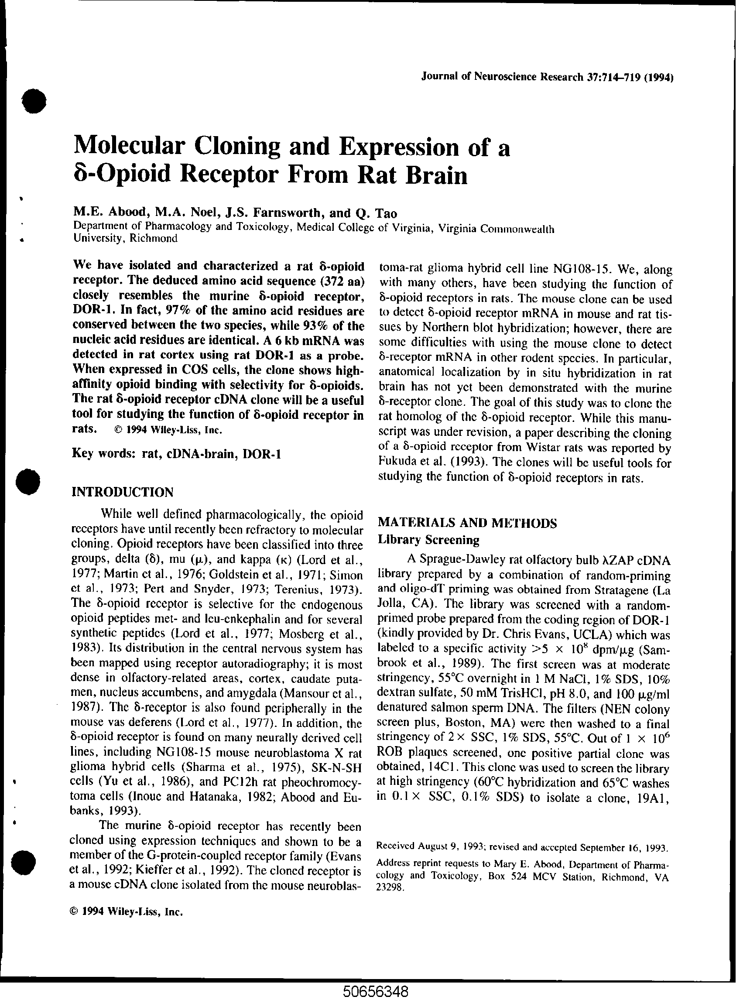 Journal of Neuroscience Research 37:714–719 (1994)
Molecular Cloning and Expression of a
δ-Opioid Receptor From Rat Brain
M.E. Abood, M.A. Noel, J.S. Farnsworth, and Q. Tao
Department of Pharmacology and Toxicology, Medical College of Virginia, Virginia Commonwealth
University, Richmond
We have isolated and characterized a rat δ-opioid
receptor. The deduced amino acid sequence (372 aa)
closely resembles the murine δ-opioid receptor,
DOR-1. In fact, 97% of the amino acid residues are
conserved between the two species, while 93% of the
nucleic acid residues are identical. A 6 kb mRNA was
detected in rat cortex using rat DOR-1 as a probe.
When expressed in COS cells, the clone shows high-
affinity opioid binding with selectivity for δ-opioids.
The rat δ-opioid receptor cDNA clone will be a useful
tool for studying the function of δ-opioid receptor in
rats. © 1994 Wiley-Liss, Inc.
Key words: rat, cDNA-brain, DOR-1
INTRODUCTION
While well defined pharmacologically, the opioid
receptors have until recently been refractory to molecular
cloning. Opioid receptors have been classified into three
groups, delta (δ), mu (μ), and kappa (κ) (Lord et al.,
1977; Martin et al., 1976; Goldstein et al., 1971; Simon
et al., 1973; Pert and Snyder, 1973; Terenius, 1973).
The δ-opioid receptor is selective for the endogenous
opioid peptides met- and leu-enkephalin and for several
synthetic peptides (Lord et al., 1977; Mosberg et al.,
1983). Its distribution in the central nervous system has
been mapped using receptor autoradiography; it is most
dense in olfactory-related areas, cortex, caudate puta-
men, nucleus accumbens, and amygdala (Mansour et al.,
1987). The δ-receptor is also found peripherally in the
mouse vas deferens (Lord et al., 1977). In addition, the
δ-opioid receptor is found on many neurally derived cell
lines, including NG108-15 mouse neuroblastoma X rat
glioma hybrid cells (Sharma et al., 1975), SK-N-SH
cells (Yu et al., 1986), and PC12h rat pheochromocy-
toma cells (Inoue and Hatanaka, 1982; Abood and Eu-
banks, 1993).
The murine δ-opioid receptor has recently been
cloned using expression techniques and shown to be a
member of the G-protein-coupled receptor family (Evans
et al., 1992; Kieffer et al., 1992). The cloned receptor is
a mouse cDNA clone isolated from the mouse neuroblas-
toma-rat glioma hybrid cell line NG108-15. We, along
with many others, have been studying the function of
δ-opioid receptors in rats. The mouse clone can be used
to detect δ-opioid receptor mRNA in mouse and rat tis-
sues by Northern blot hybridization; however, there are
some difficulties with using the mouse clone to detect
δ-receptor mRNA in other rodent species. In particular,
anatomical localization by in situ hybridization in rat
brain has not yet been demonstrated with the murine
δ-receptor clone. The goal of this study was to clone the
rat homolog of the δ-opioid receptor. While this manu-
script was under revision, a paper describing the cloning
of a δ-opioid receptor from Wistar rats was reported by
Fukuda et al. (1993). The clones will be useful tools for
studying the function of δ-opioid receptors in rats.
MATERIALS AND METHODS
Library Screening
A Sprague-Dawley rat olfactory bulb λZAP cDNA
library prepared by a combination of random-priming
and oligo-dT priming was obtained from Stratagene (La
Jolla, CA). The library was screened with a random-
primed probe prepared from the coding region of DOR-1
(kindly provided by Dr. Chris Evans, UCLA) which was
labeled to a specific activity >5 × 10⁸ dpm/μg (Sam-
brook et al., 1989). The first screen was at moderate
stringency, 55°C overnight in 1 M NaCl, 1% SDS, 10%
dextran sulfate, 50 mM TrisHCl, pH 8.0, and 100 μg/ml
denatured salmon sperm DNA. The filters (NEN colony
screen plus, Boston, MA) were then washed to a final
stringency of 2× SSC, 1% SDS, 55°C. Out of 1 × 10⁶
ROB plaques screened, one positive partial clone was
obtained, 14C1. This clone was used to screen the library
at high stringency (60°C hybridization and 65°C washes
in 0.1× SSC, 0.1% SDS) to isolate a clone, 19A1,
Received August 9, 1993; revised and accepted September 16, 1993.
Address reprint requests to Mary E. Abood, Department of Pharma-
cology and Toxicology, Box 524 MCV Station, Richmond, VA
23298.
© 1994 Wiley-Liss, Inc.
50656348